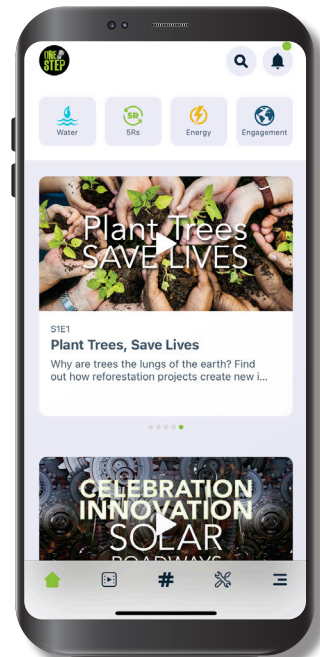 ONE
STEP
Water
5R
5Rs
Energy
Engagement
Plant Trees
SAVE LIVES
S1E1
Plant Trees, Save Lives
Why are trees the lungs of the earth? Find
out how reforestation projects create new i...
CELEBRATION
INNOVATION
SOLAR
ROADWAYS
#